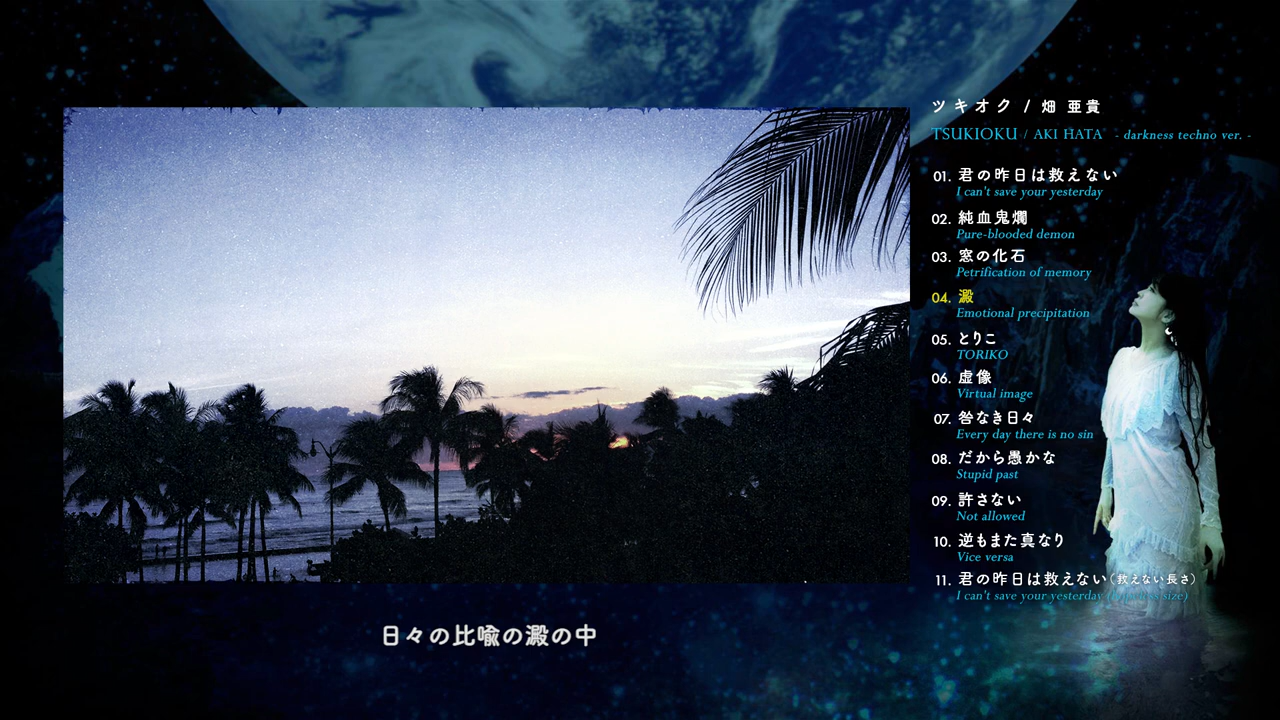 ツキオク / 畑 亜貴
TSUKIOKU / AKI HATA - darkness techno ver. -
01. 君の昨日は救えない
I can't save your yesterday
02. 純血鬼爛
Pure-blooded demon
03. 窓の化石
Petrification of memory
04. 澱
Emotional precipitation
05. とりこ
TORIKO
06. 虚像
Virtual image
07. 咎なき日々
Every day there is no sin
08. だから愚かな
Stupid past
09. 許さない
Not allowed
10. 逆もまた真なり
Vice versa
11. 君の昨日は救えない(救えない長さ)
I can't save your yesterday
日々の比喩の澱の中